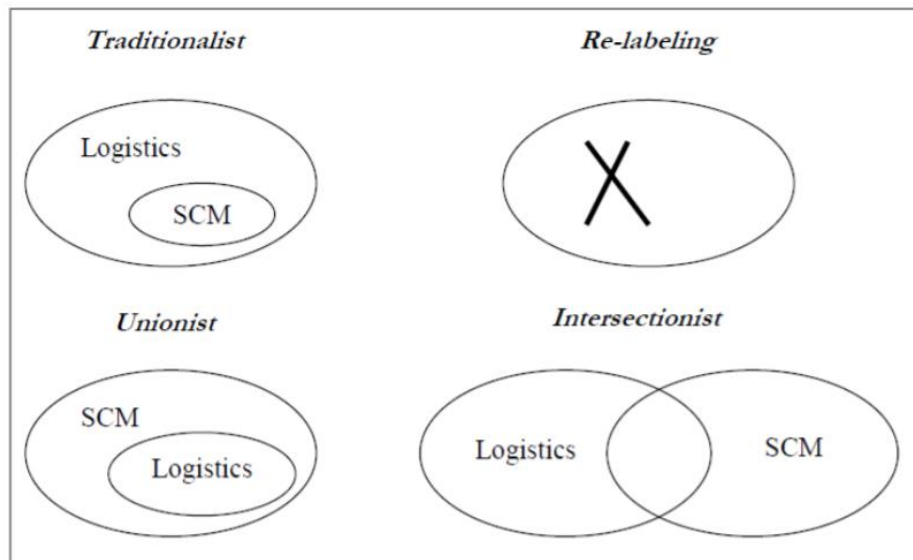 Traditionalist
Re-labeling
Logistics
SCM
Unionist
Intersectionist
SCM
Logistics
Logistics
SCM